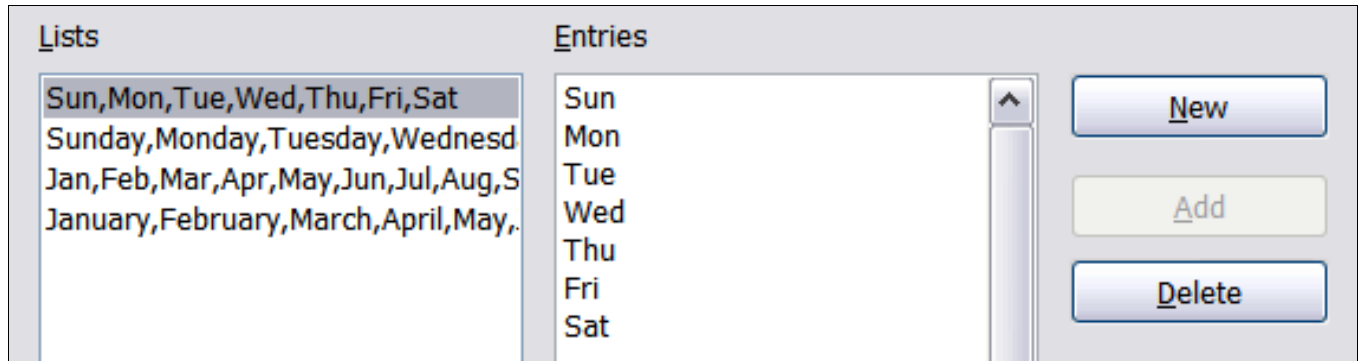 Lists
Sun,Mon,Tue,Wed,Thu,Fri,Sat
Sunday,Monday,Tuesday,Wednesd
Jan,Feb,Mar,Apr,May,Jun,Jul,Aug,S
January,February,March,April,May,.
Entries
Sun
Mon
Tue
Wed
Thu
Fri
Sat
New
Add
Delete